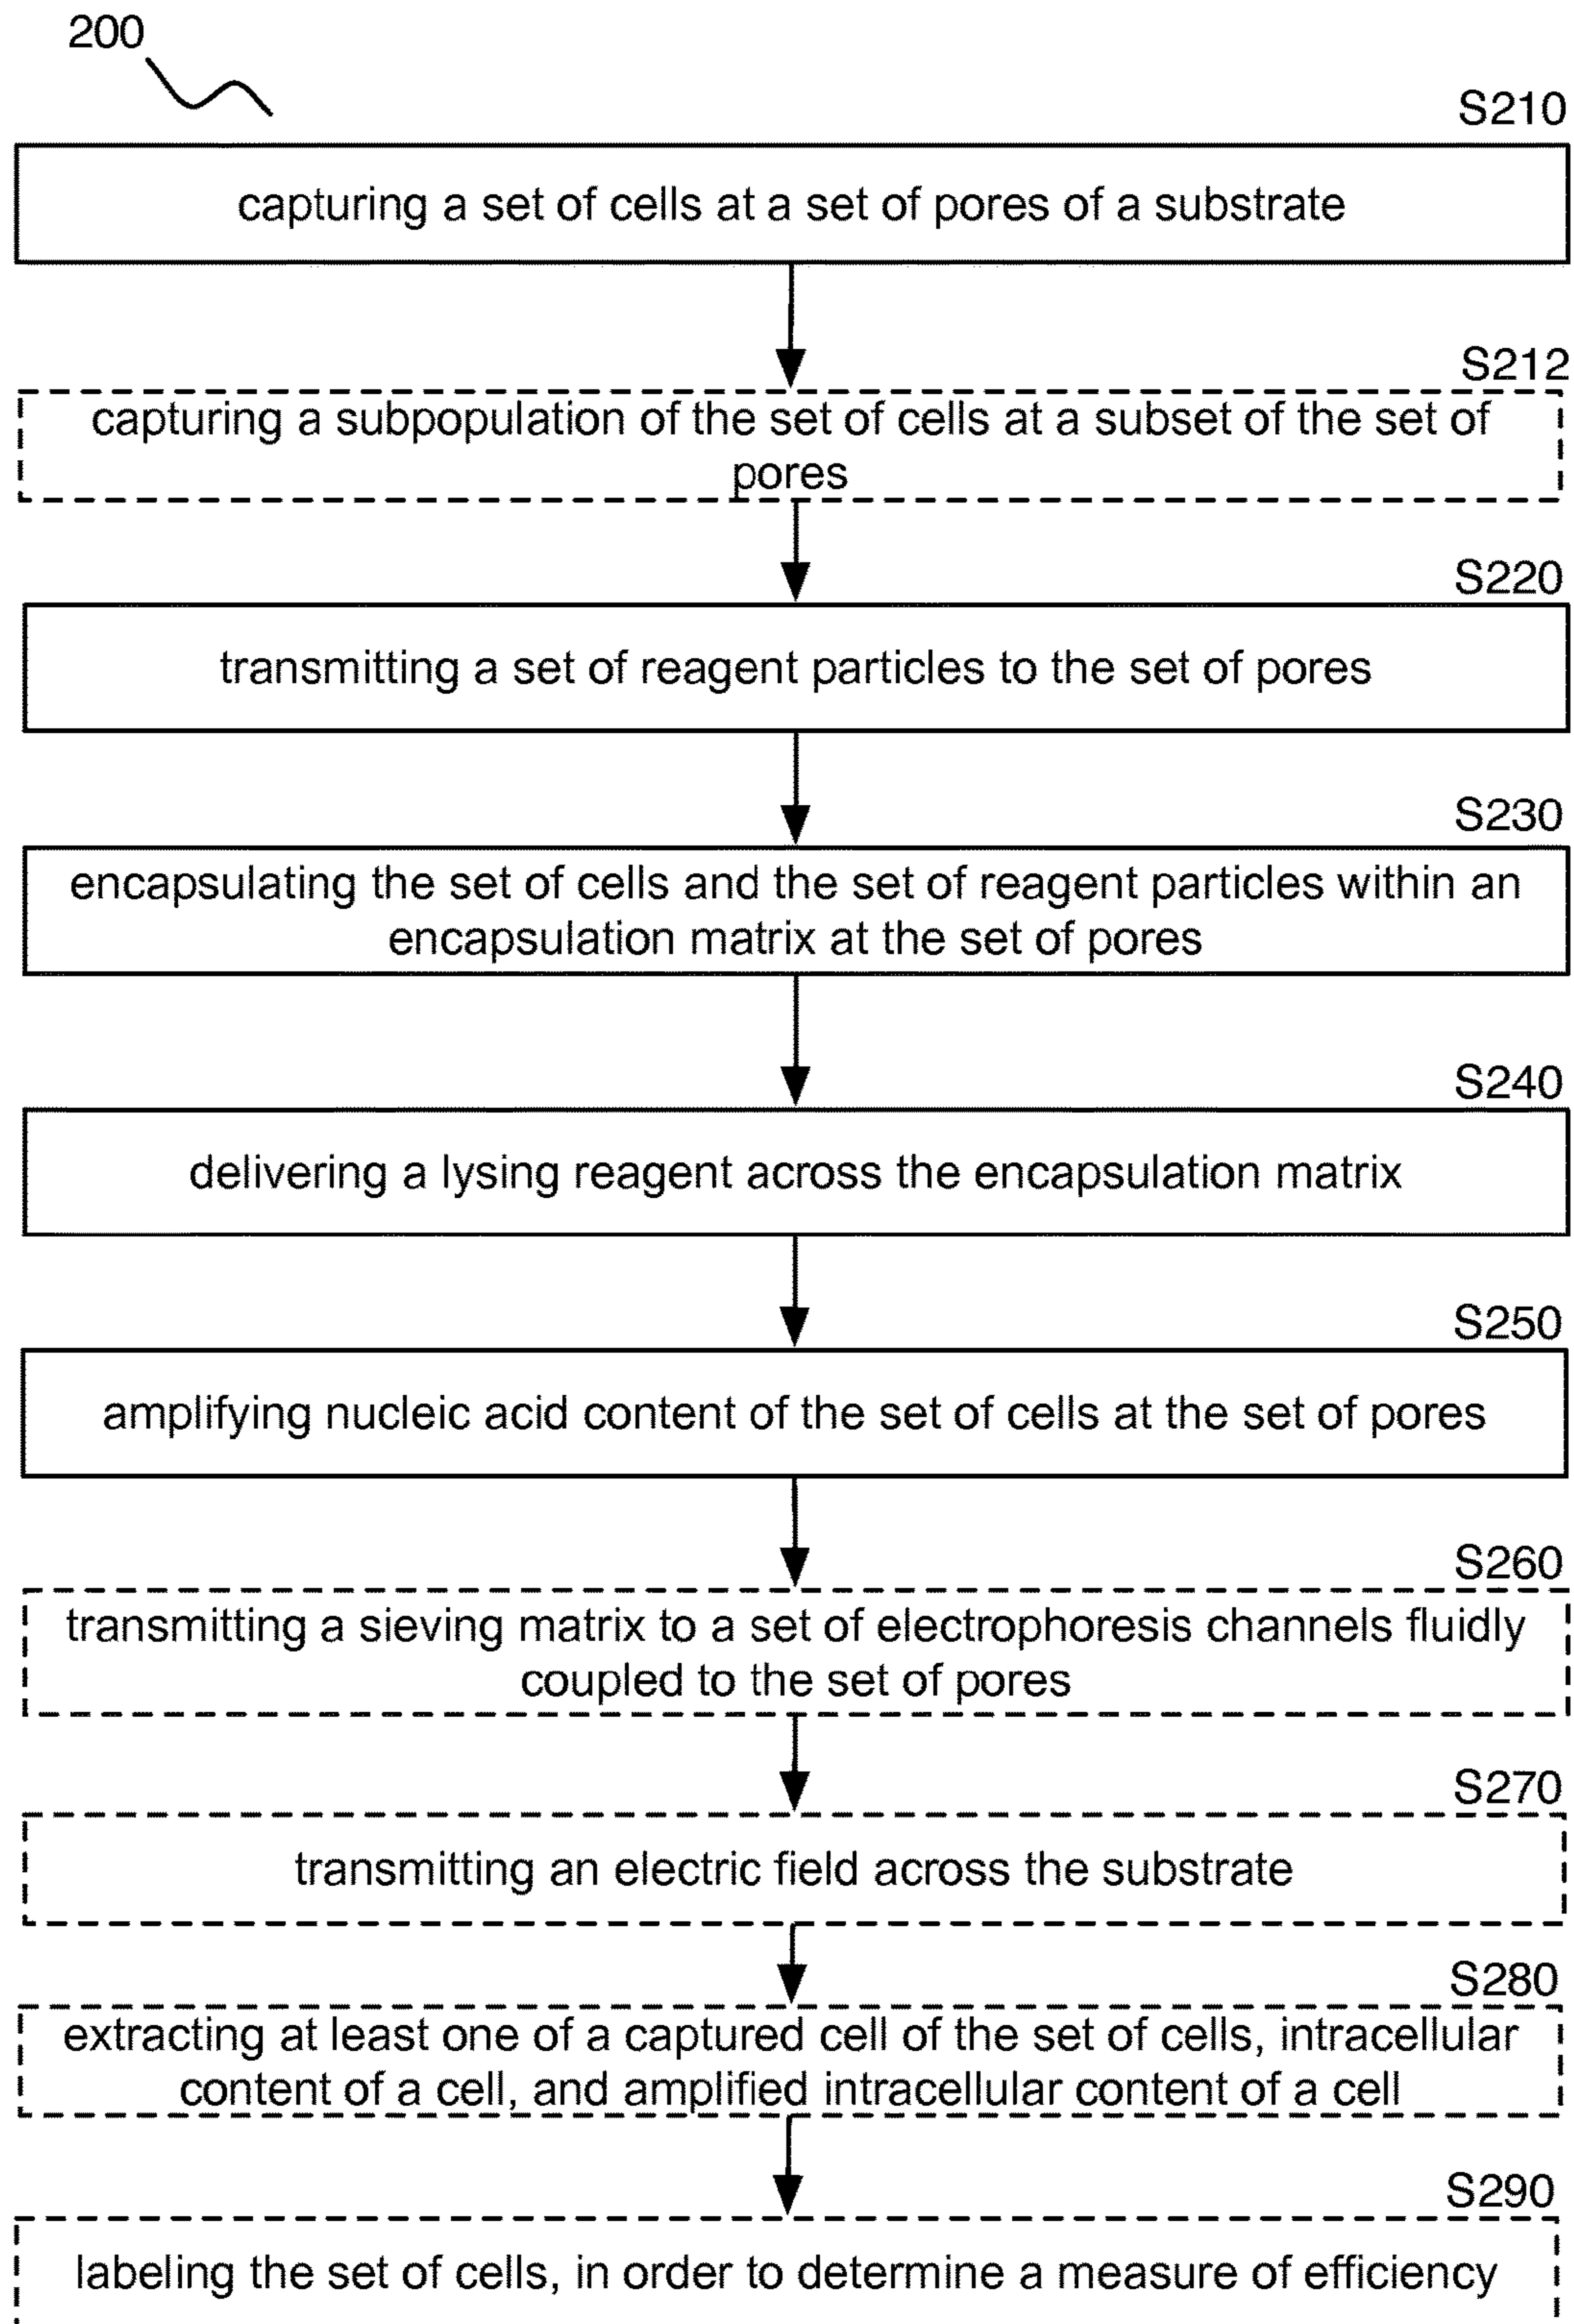 200
S210
capturing a set of cells at a set of pores of a substrate
S212
capturing a subpopulation of the set of cells at a subset of the set of
pores
S220
transmitting a set of reagent particles to the set of pores
S230
encapsulating the set of cells and the set of reagent particles within an
encapsulation matrix at the set of pores
S240
delivering a lysing reagent across the encapsulation matrix
S250
amplifying nucleic acid content of the set of cells at the set of pores
S260
transmitting a sieving matrix to a set of electrophoresis channels fluidly
coupled to the set of pores
S270
transmitting an electric field across the substrate
S280
extracting at least one of a captured cell of the set of cells, intracellular
content of a cell, and amplified intracellular content of a cell
S290
labeling the set of cells, in order to determine a measure of efficiency